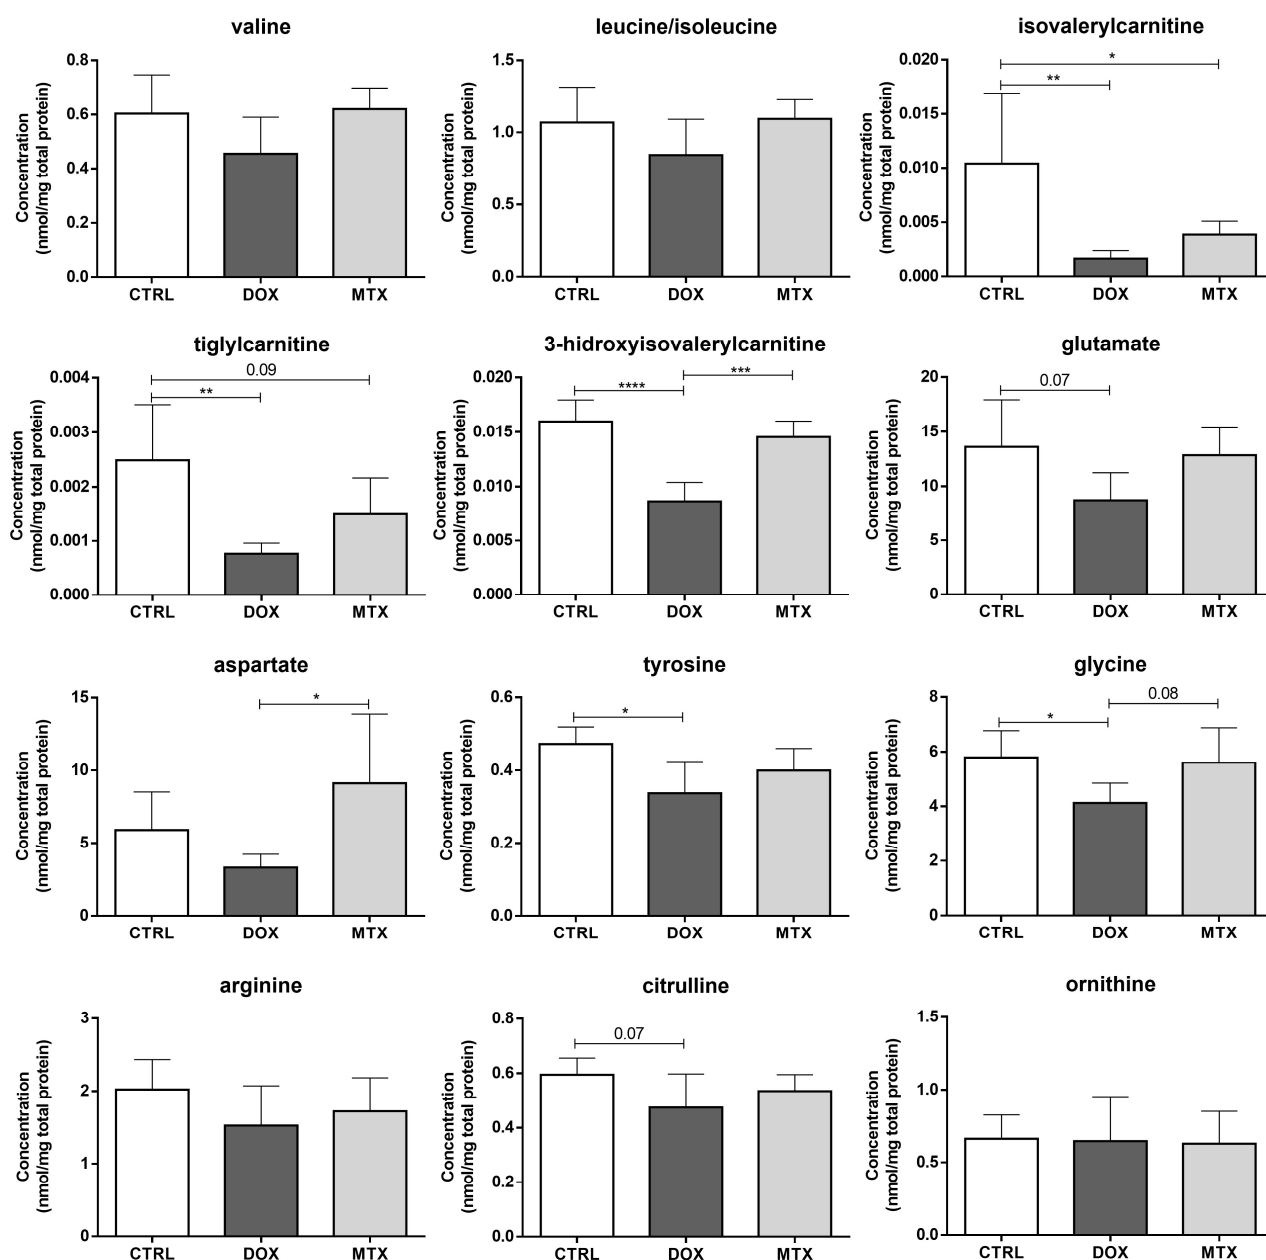 valine
Concentration
(nmol/mg total protein)
0.8
0.6
0.4
0.2
0.0
CTRL DOX MTX
leucine/isoleucine
Concentration
(nmol/mg total protein)
1.5
1.0
0.5
0.0
CTRL DOX MTX
isovalerylcarnitine
Concentration
(nmol/mg total protein)
0.020
0.015
0.010
0.005
0.000
*
**
CTRL DOX MTX
tiglylcarnitine
Concentration
(nmol/mg total protein)
0.004
0.003
0.002
0.001
0.000
0.09
**
CTRL DOX MTX
3-hidroxyisovalerylcarnitine
Concentration
(nmol/mg total protein)
0.020
0.015
0.010
0.005
0.000
**** ***
CTRL DOX MTX
glutamate
Concentration
(nmol/mg total protein)
20
15
10
5
0
0.07
CTRL DOX MTX
aspartate
Concentration
(nmol/mg total protein)
15
10
5
0
*
CTRL DOX MTX
tyrosine
Concentration
(nmol/mg total protein)
0.6
0.4
0.2
0.0
*
CTRL DOX MTX
glycine
Concentration
(nmol/mg total protein)
8
6
4
2
0
0.08
*
CTRL DOX MTX
arginine
Concentration
(nmol/mg total protein)
3
2
1
0
CTRL DOX MTX
citrulline
Concentration
(nmol/mg total protein)
0.8
0.6
0.4
0.2
0.0
0.07
CTRL DOX MTX
ornithine
Concentration
(nmol/mg total protein)
1.5
1.0
0.5
0.0
CTRL DOX MTX